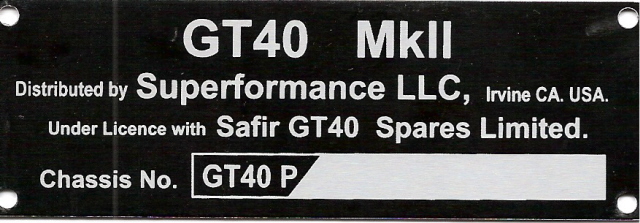 GT40 MkII
Distributed by Superformance LLC, Irvine CA. USA.
Under Licence with Safir GT40 Spares Limited.
Chassis No. GT40 P